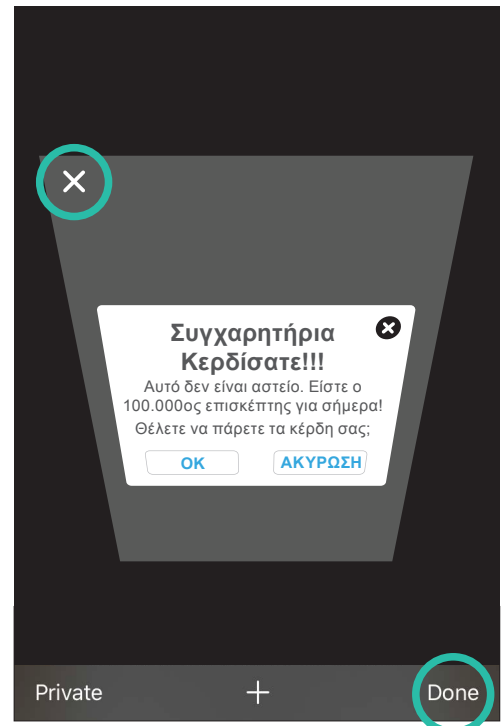 Συγχαρητήρια
Κερδίσατε!!!
Αυτό δεν είναι αστείο. Είστε ο
100.000ος επισκέπτης για σήμερα!
Θέλετε να πάρετε τα κέρδη σας;
OK ΑΚΥΡΩΣΗ
Private + Done